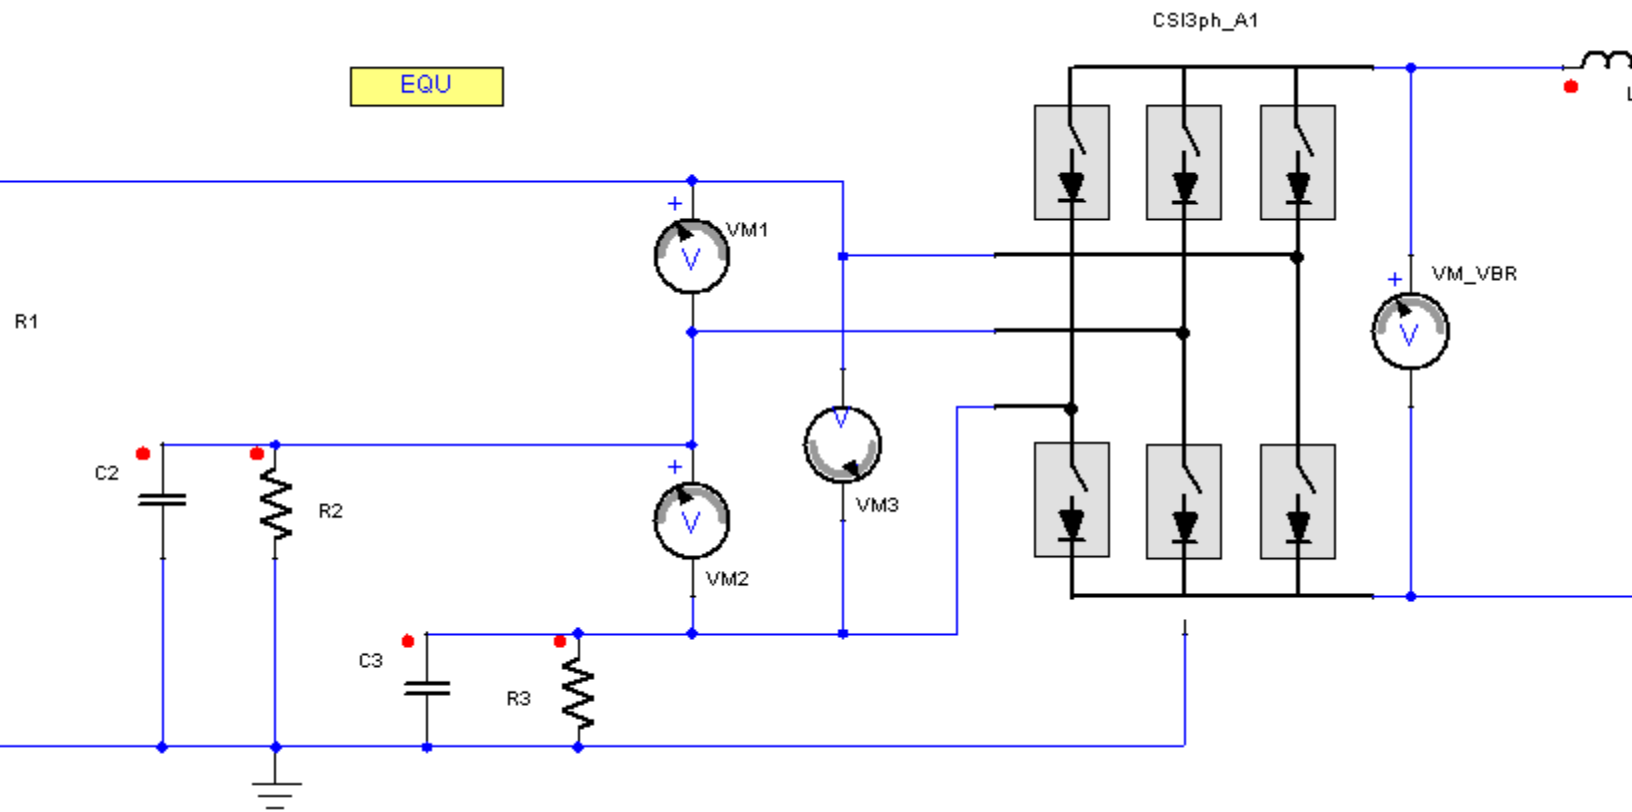 CSI3ph_A1
EQU
L
+
VM1
V
+
VM_VBR
V
R1
V
C2
+
R2
VM3
V
VM2
C3
R3